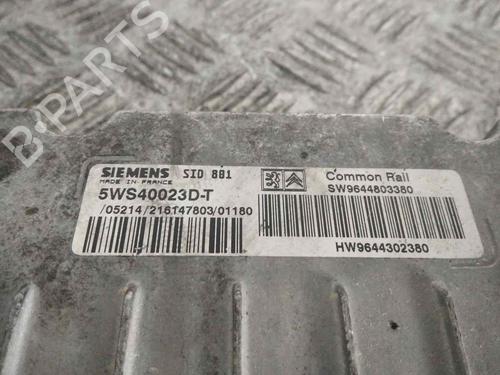 B-PARTS
SIEMENS SID 801
MADE IN FRANCE
5WS40023D-T
/05214/216147803/01180
Common Rail
SW9644803380
HW9644302380